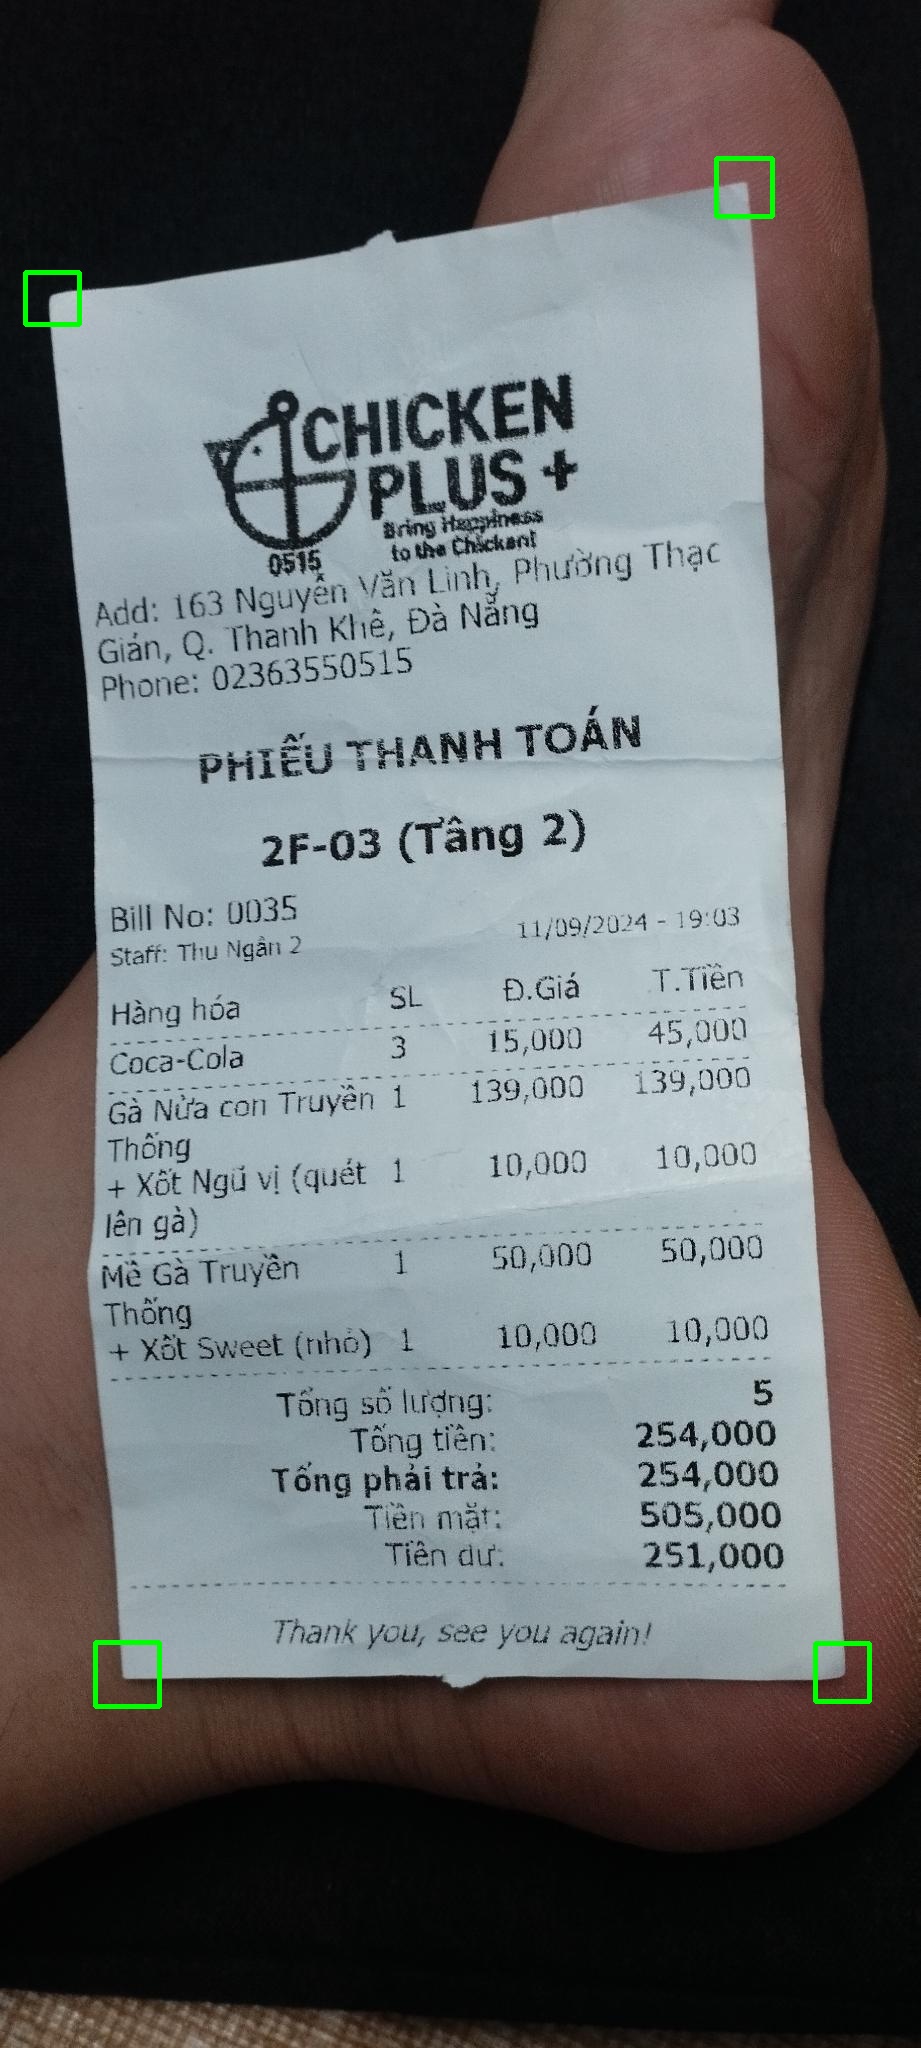 CHICKEN
PLUS +
Bring Happiness
to the Chicken!
0515
Add: 163 Nguyễn Văn Linh, Phường Thạc
Gián, Q. Thanh Khê, Đà Nẵng
Phone: 02363550515
PHIẾU THANH TOÁN
2F-03 (Tầng 2)
Bill No: 0035
Staff: Thu Ngân 2 11/09/2024 - 19:03
Hàng hóa SL Đ.Giá T.Tiền
Coca-Cola 3 15,000 45,000
Gà Nửa con Truyền 1 139,000 139,000
Thống
+ Xốt Ngũ vị (quét 1 10,000 10,000
lên gà)
Mề Gà Truyền 1 50,000 50,000
Thống
+ Xốt Sweet (nhỏ) 1 10,000 10,000
Tổng số lượng: 5
Tổng tiền: 254,000
Tổng phải trả: 254,000
Tiền mặt: 505,000
Tiền dư: 251,000
Thank you, see you again!